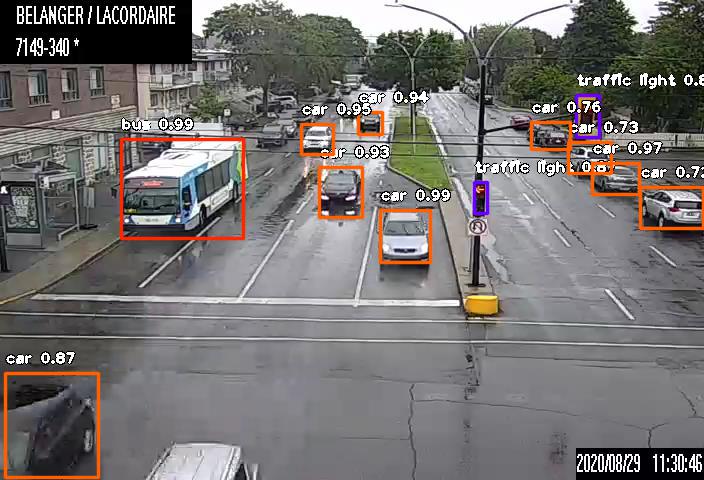 BELANGER / LACORDAIRE
7149-340 *
traffic light 0.8
car 0.94
car 0.95
car 0.76
bus 0.99
car 0.73
car 0.93
car 0.97
traffic light 0.8
car 0.72
car 0.99
car 0.87
2020/08/29 11:30:46